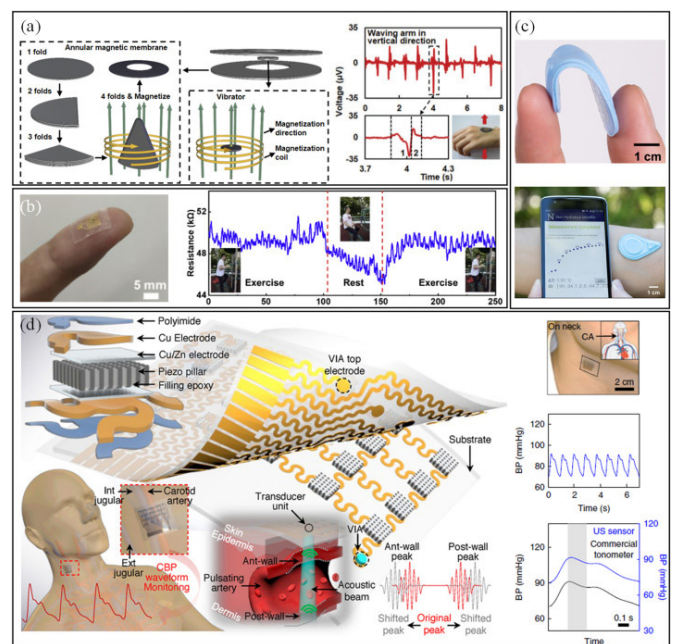 (a)
1 fold
Annular magnetic membrane
2 folds
4 folds & Magnetize
3 folds
Vibrator
Magnetization
direction
Magnetization
coil
Waving arm in
vertical direction
Voltage (μV)
35
0
-35
0
4
8
35
0
-35
1
2
3.7
4
4.3
Time (s)
(b)
5 mm
Resistance (kΩ)
52
48
44
Exercise
Rest
Exercise
0
50
100
150
200
250
(c)
1 cm
(d)
Polyimide
Cu Electrode
Cu/Zn electrode
Piezo pillar
Filling epoxy
VIA top
electrode
Substrate
Int
jugular
Carotid
artery
Ext
jugular
CBP
waveform
Monitoring
Transducer
unit
Skin
Epidermis
Ant-wall
Pulsating
artery
Acoustic
beam
Post-wall
Dermis
VIA
Ant-wall
peak
Post-wall
peak
Shifted
peak
Original
peak
Shifted
peak
On neck
CA
2 cm
BP (mmHg)
120
90
60
0
2
4
6
Time (s)
US sensor
Commercial
tonometer
BP (mmHg)
120
90
60
120
90
60
30
BP (mmHg)
0.1 s
Time